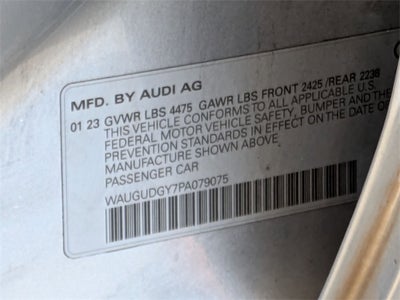 MFD. BY AUDI AG
01 23 GVWR LBS 4475 GAWR LBS FRONT 2425 /REAR 2238
THIS VEHICLE CONFORMS TO ALL APPLICABLE U.S.
FEDERAL MOTOR VEHICLE SAFETY, BUMPER AND THE
PREVENTION STANDARDS IN EFFECT ON THE DATE OF
MANUFACTURE SHOWN ABOVE
PASSENGER CAR
WAUGUDGY7PA079075